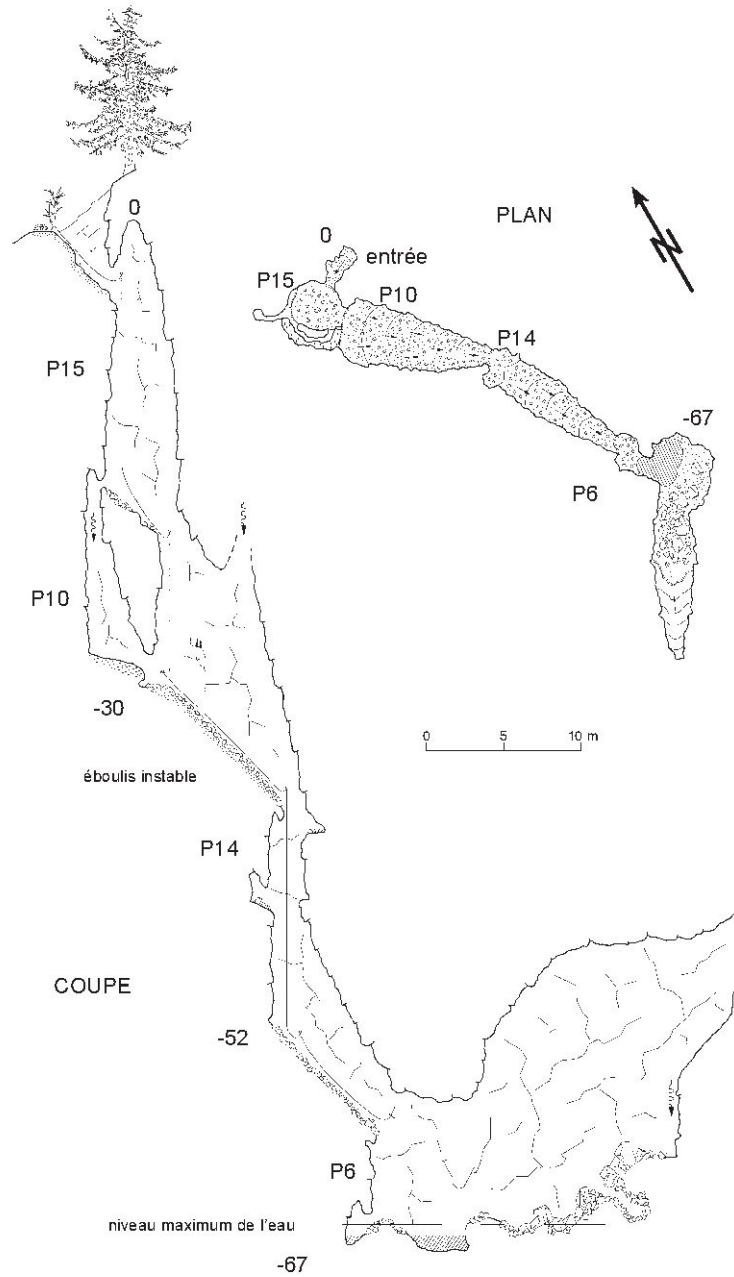 0
PLAN
0
entrée
P15
P10
P14
-67
P6
P15
P10
-30
0 5 10 m
éboulis instable
P14
COUPE
-52
P6
niveau maximum de l'eau
-67